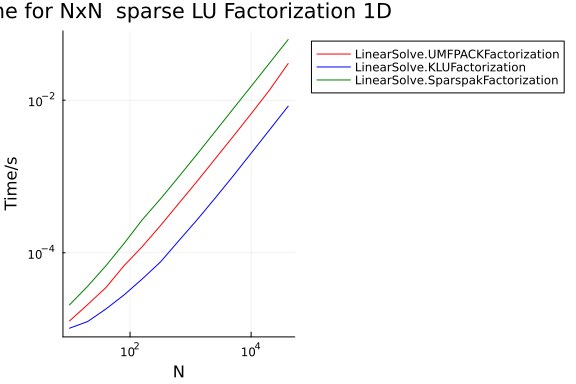 ne for NxN sparse LU Factorization 1D
LinearSolve.UMFPACKFactorization
LinearSolve.KLUFactorization
LinearSolve.SparspakFactorization
10⁻²
Time/s
10⁻⁴
10² 10⁴
N